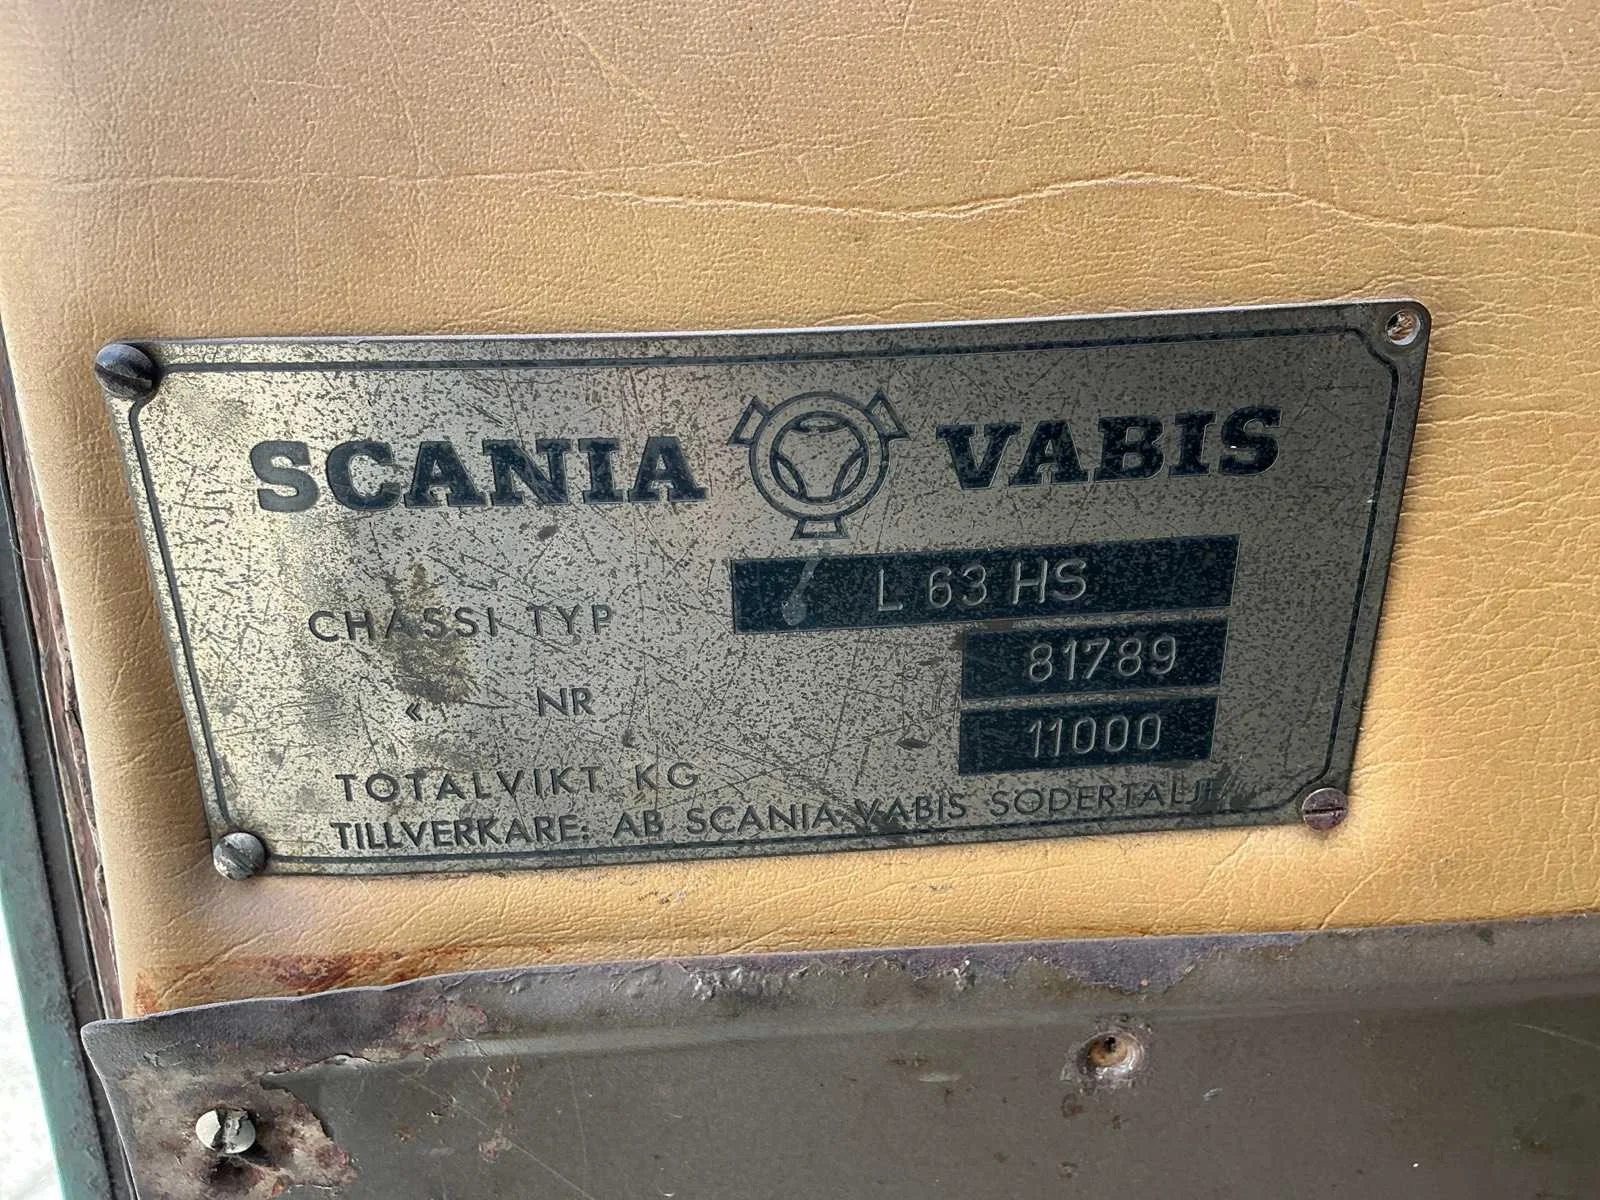 SCANIA VABIS
CHASSI TYP L 63 HS
« NR 81789
TOTALVIKT KG 11000
TILLVERKARE: AB SCANIA-VABIS SÖDERTÄLJE